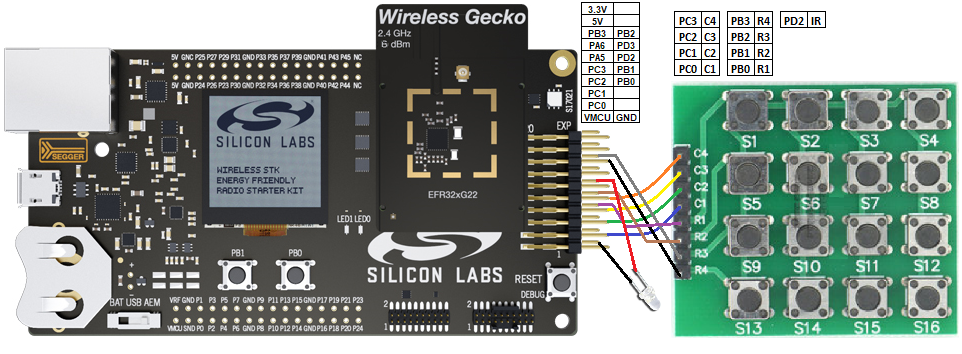 Wireless Gecko
2.4 GHz
6 dBm
3.3V
5V
PB3 PB2
PA6 PD3
PA5 PD2
PC3 PB1
PC2 PB0
PC1
PC0
VMCU GND
PC3 C4
PC2 C3
PC1 C2
PC0 C1
PB3 R4
PB2 R3
PB1 R2
PB0 R1
PD2 IR
5V GNC P25 P27 P29 P31 P33 P35 P37 P39 GND P41 P43 P45 NC
5V GND P24 P26 P28 P30 P32 P34 P36 P38 GND P40 P42 P44 NC
SILICON LABS
WIRELESS STK
ENERGY FRIENDLY
RADIO STARTER KIT
SEGGER
EFR32xG22
EXP
LED1 LED0
PB1 PB0
SILICON LABS
RESET
DEBUG
BAT USB AEM
VRF GND P1 P3 P5 P7 GND P9 P11 P13 P15 P17 P19 P21 P23
VMCU GND P0 P2 P4 P6 GND P8 P10 P12 P14 P16 P18 P20 P24
1
2
1
2
1
C4
C3
C2
C1
R1
R2
R3
R4
S1 S2 S3 S4
S5 S6 S7 S8
S9 S10 S11 S12
S13 S14 S15 S16